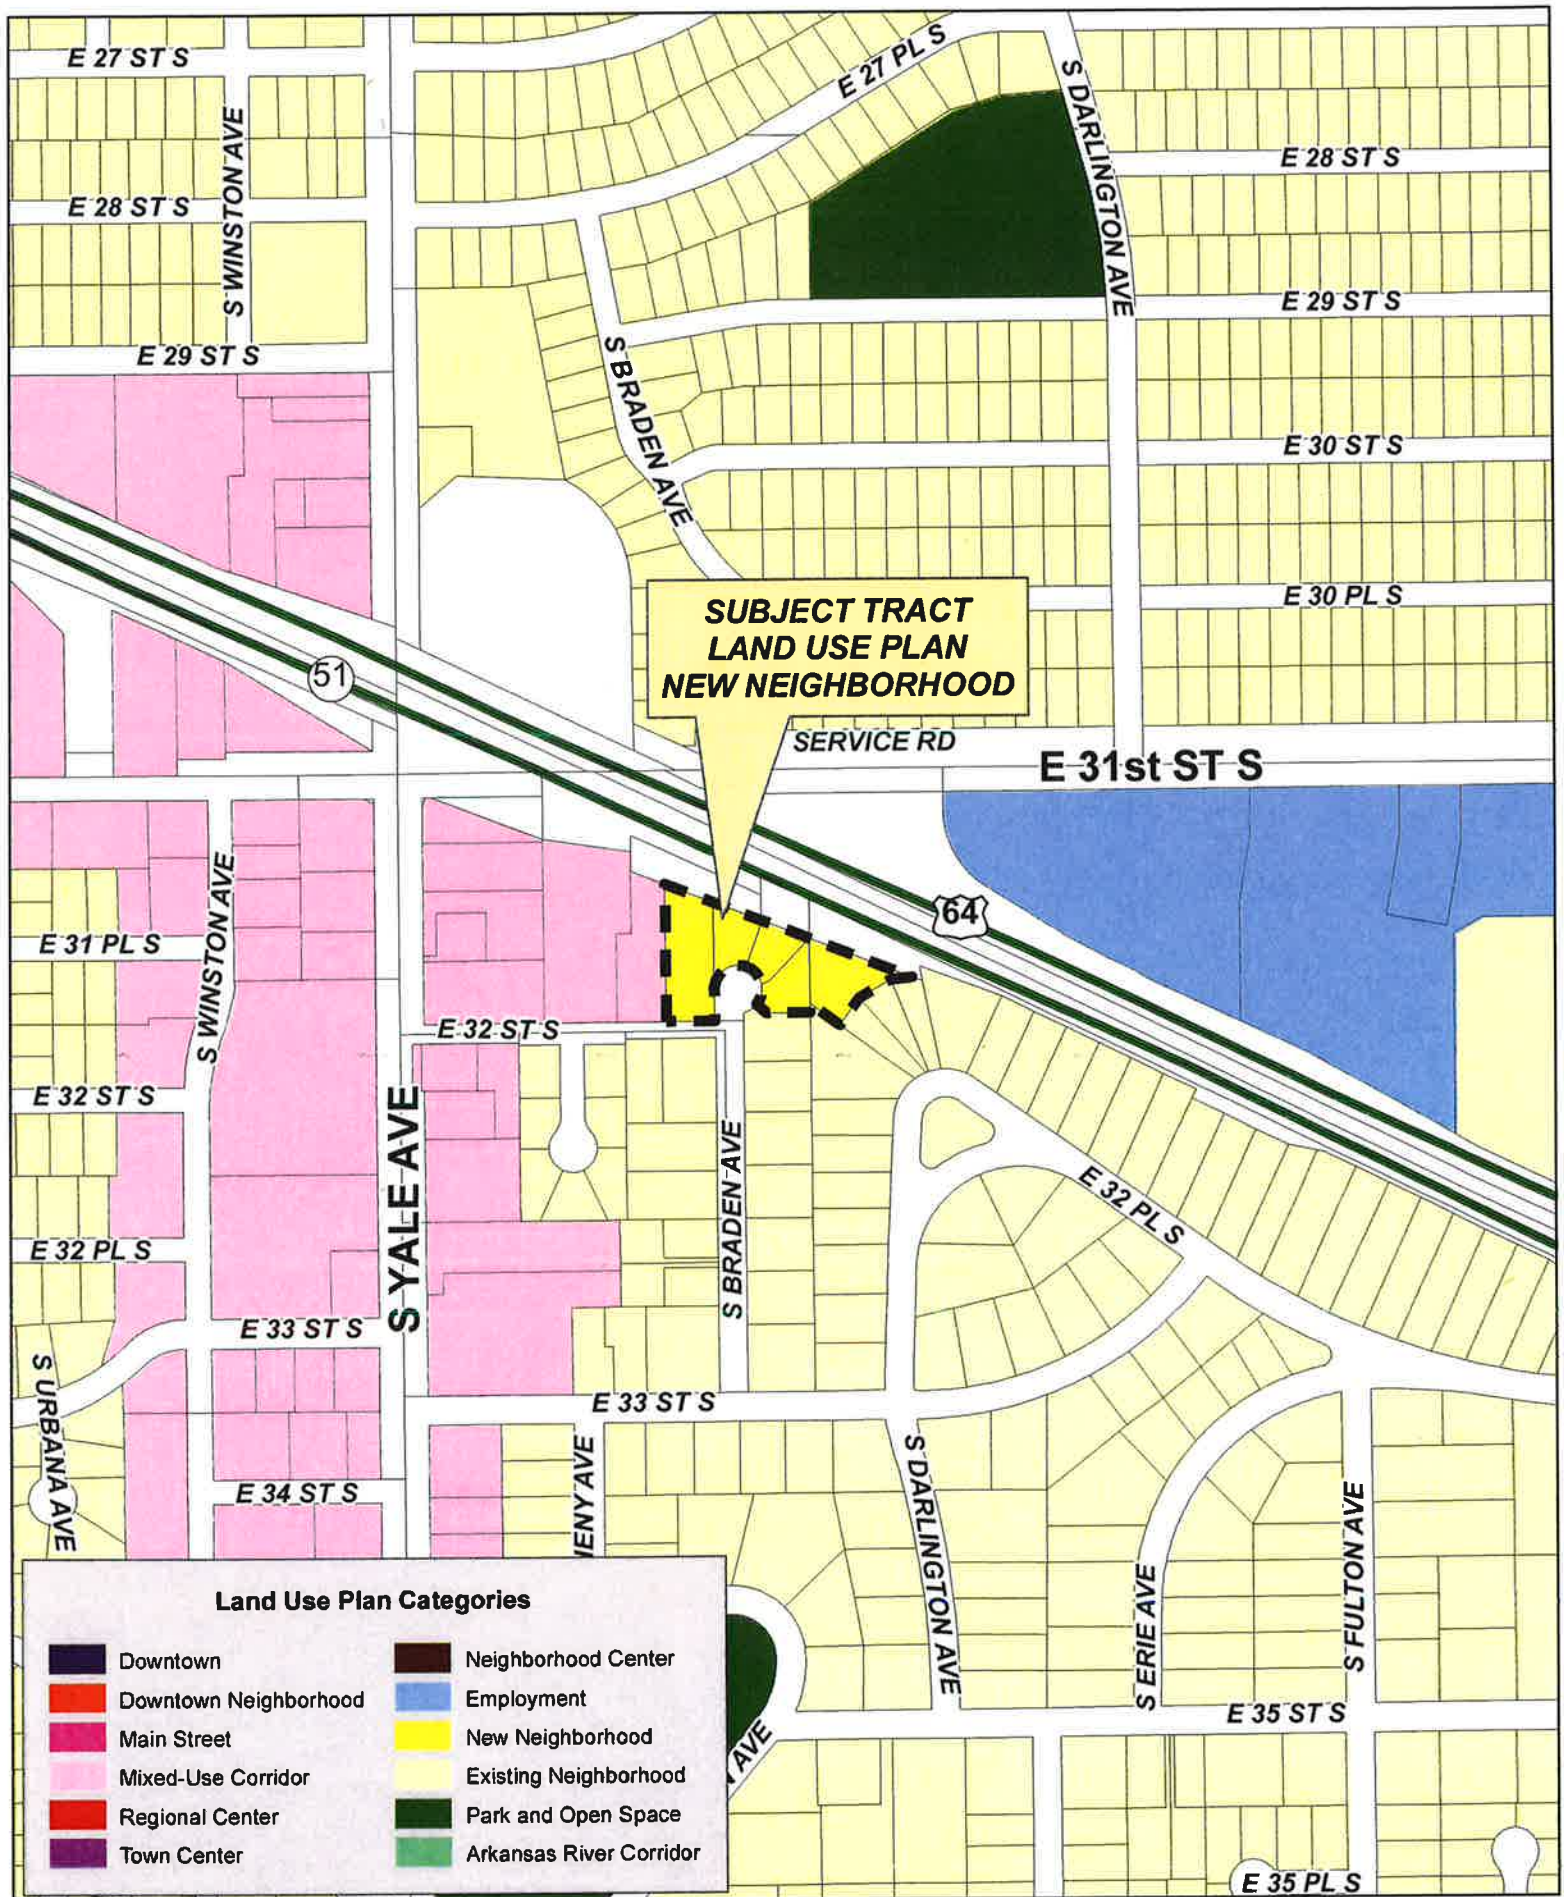 E 27 ST S
E 27 PL S
S DARLINGTON AVE
S WINSTON AVE
E 28 ST S
E 28 ST S
E 29 ST S
E 29 ST S
S BRADEN AVE
E 30 ST S
E 30 PL S
SUBJECT TRACT
LAND USE PLAN
NEW NEIGHBORHOOD
51
SERVICE RD
E 31st ST S
64
S WINSTON AVE
E 31 PL S
E 32 ST S
E 32 ST S
S YALE AVE
S BRADEN AVE
E 32 PL S
E 32 PL S
E 33 ST S
S URBANA AVE
E 33 ST S
S DARLINGTON AVE
E 34 ST S
S ERIE AVE
S FULTON AVE
E 35 ST S
AVE
E 35 PL S
Land Use Plan Categories
Downtown
Downtown Neighborhood
Main Street
Mixed-Use Corridor
Regional Center
Town Center
Neighborhood Center
Employment
New Neighborhood
Existing Neighborhood
Park and Open Space
Arkansas River Corridor